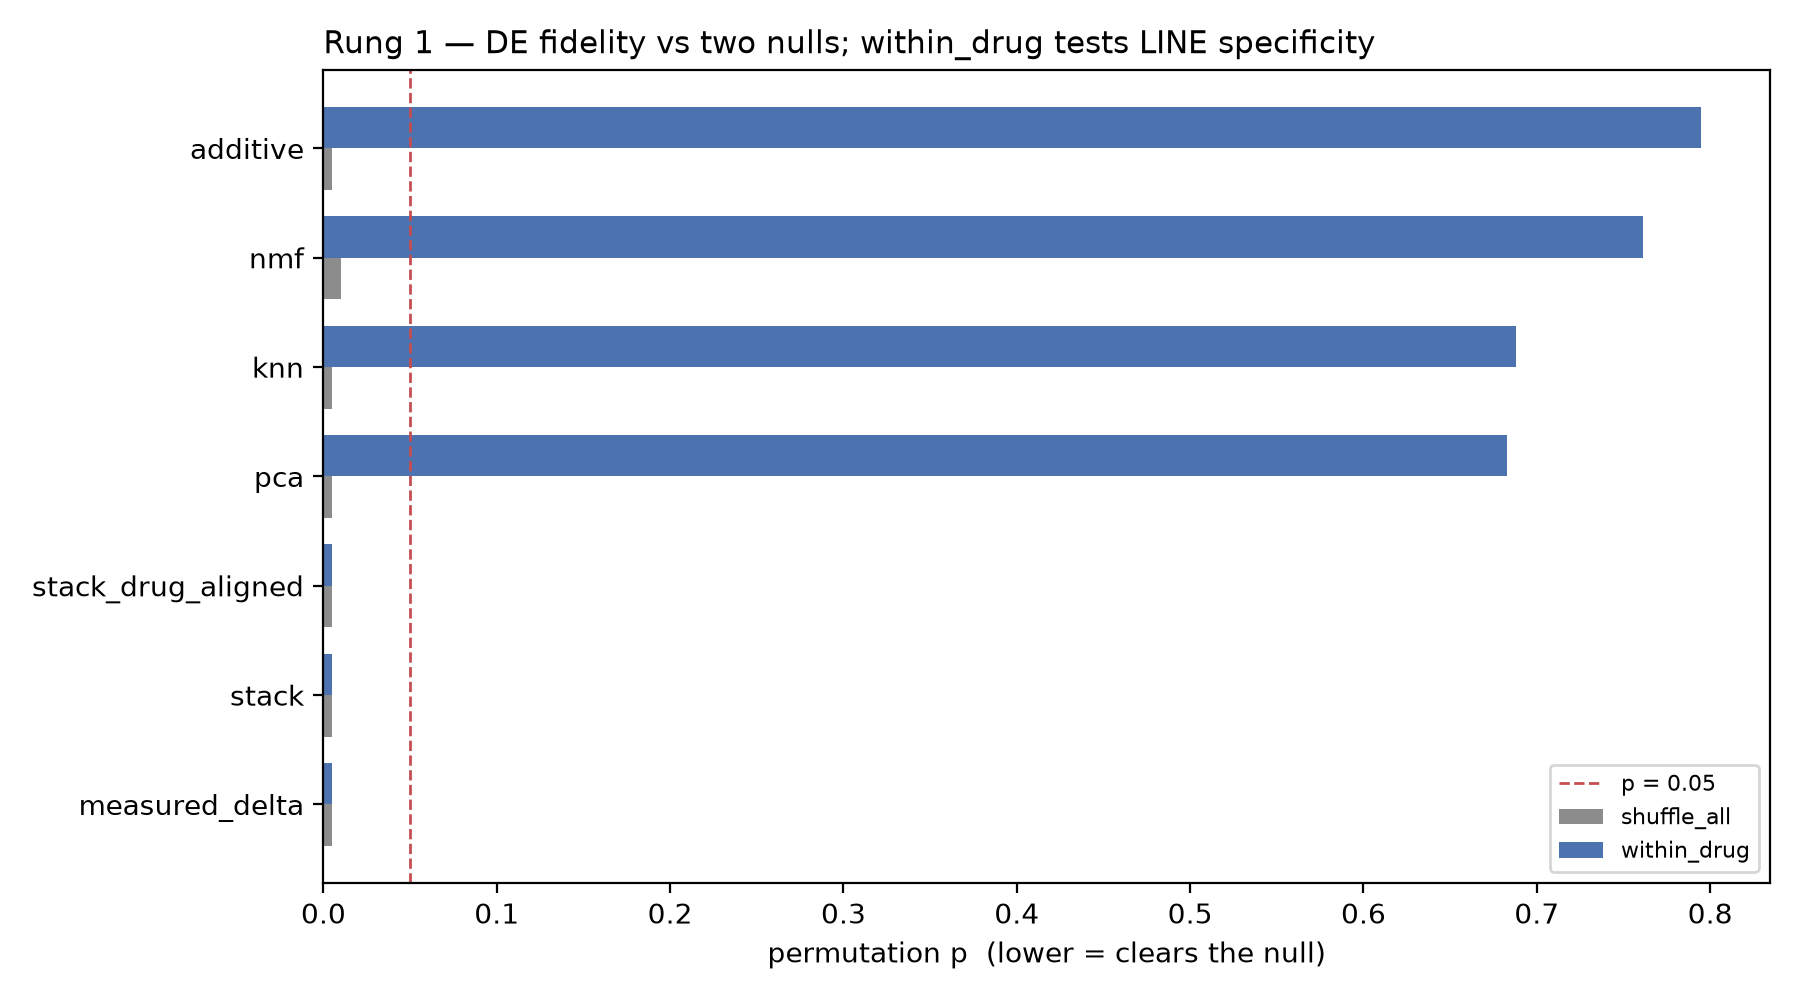 Rung 1 — DE fidelity vs two nulls; within_drug tests LINE specificity
additive
nmf
knn
pca
stack_drug_aligned
stack
measured_delta
p = 0.05
shuffle_all
within_drug
0.0 0.1 0.2 0.3 0.4 0.5 0.6 0.7 0.8
permutation p  (lower = clears the null)